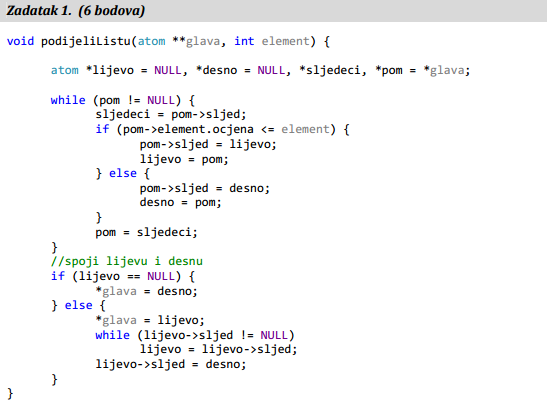 Zadatak 1. (6 bodova)
void podijeliListu(atom **glava, int element) {
atom *lijevo = NULL, *desno = NULL, *sljedeci, *pom = *glava;
while (pom != NULL) {
sljedeci = pom->sljed;
if (pom->element.ocjena <= element) {
pom->sljed = lijevo;
lijevo = pom;
} else {
pom->sljed = desno;
desno = pom;
}
pom = sljedeci;
}
//spoji lijevu i desnu
if (lijevo == NULL) {
*glava = desno;
} else {
*glava = lijevo;
while (lijevo->sljed != NULL)
lijevo = lijevo->sljed;
lijevo->sljed = desno;
}
}